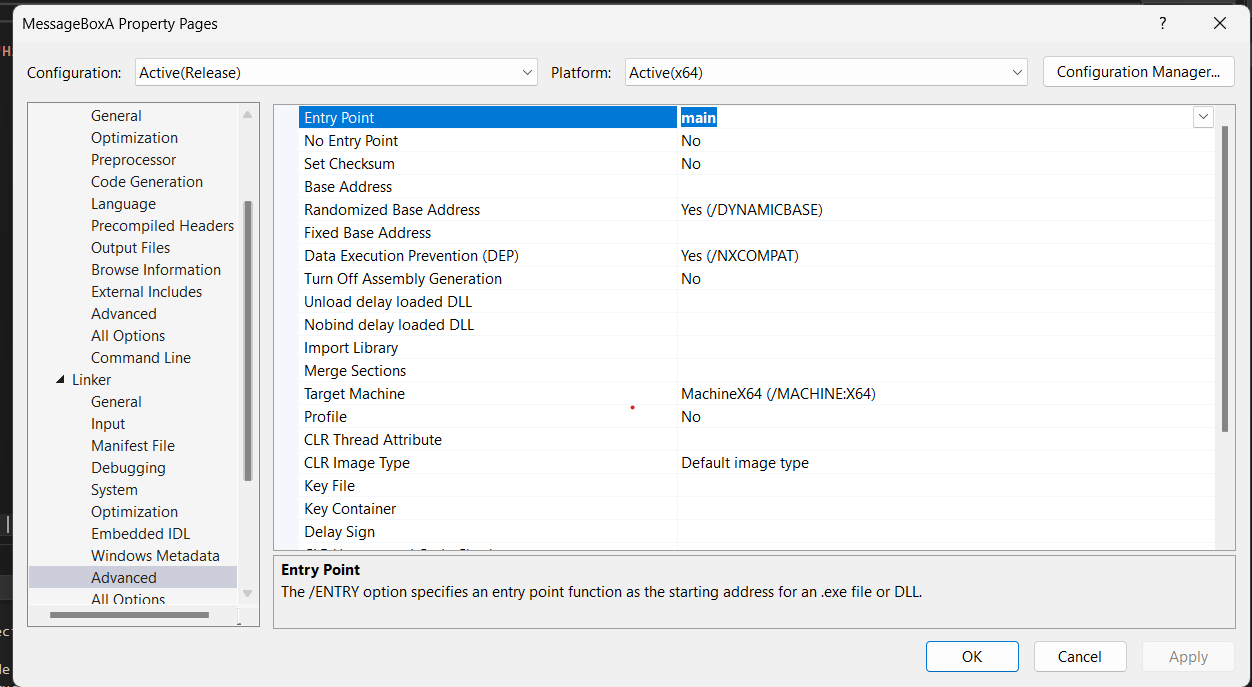 MessageBoxA Property Pages ?
Configuration: Active(Release) Platform: Active(x64) Configuration Manager...
General
Optimization
Preprocessor
Code Generation
Language
Precompiled Headers
Output Files
Browse Information
External Includes
Advanced
All Options
Command Line
Linker
General
Input
Manifest File
Debugging
System
Optimization
Embedded IDL
Windows Metadata
Advanced
All Options
Entry Point main
No Entry Point No
Set Checksum No
Base Address
Randomized Base Address Yes (/DYNAMICBASE)
Fixed Base Address
Data Execution Prevention (DEP) Yes (/NXCOMPAT)
Turn Off Assembly Generation No
Unload delay loaded DLL
Nobind delay loaded DLL
Import Library
Merge Sections
Target Machine MachineX64 (/MACHINE:X64)
Profile No
CLR Thread Attribute
CLR Image Type Default image type
Key File
Key Container
Delay Sign
Entry Point
The /ENTRY option specifies an entry point function as the starting address for an .exe file or DLL.
OK Cancel Apply